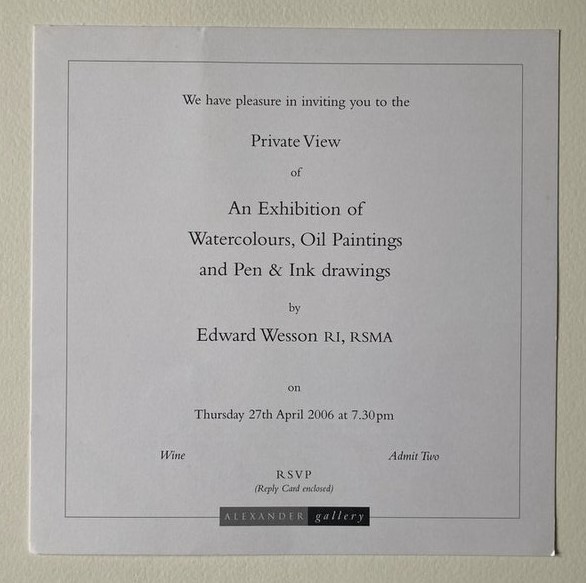 We have pleasure in inviting you to the
Private View
of
An Exhibition of
Watercolours, Oil Paintings
and Pen & Ink drawings
by
Edward Wesson RI, RSMA
on
Thursday 27th April 2006 at 7.30pm
Wine Admit Two
RSVP
(Reply Card enclosed)
ALEXANDER gallery